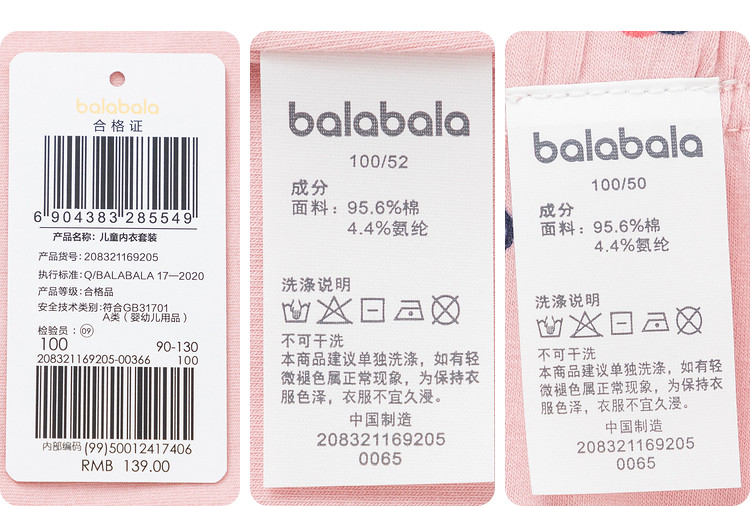 balabala
合格证
6 904383 285549
产品名称: 儿童内衣套装
产品货号: 208321169205
执行标准: Q/BALABALA 17—2020
产品等级: 合格品
安全技术类别: 符合GB31701
A类 (婴幼儿用品)
检验员: 09
100 90-130
208321169205-00366 100
内部编码 (99)50012417406
RMB 139.00
balabala
100/52
成分
面料: 95.6%棉
4.4%氨纶
洗涤说明
不可干洗
本商品建议单独洗涤，如有轻
微褪色属正常现象，为保持衣
服色泽，衣服不宜久浸。
中国制造
208321169205
0065
balabala
100/50
成分
面料: 95.6%棉
4.4%氨纶
洗涤说明
不可干洗
本商品建议单独洗涤，如有轻
微褪色属正常现象，为保持衣
服色泽，衣服不宜久浸。
中国制造
208321169205
0065